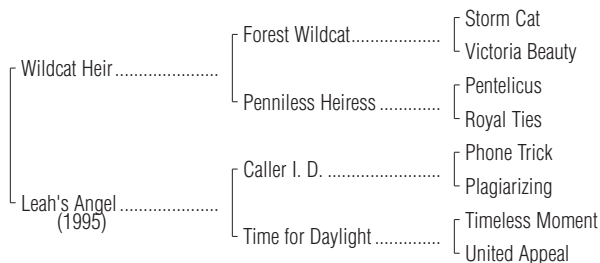 Storm Cat
Forest Wildcat....................
Victoria Beauty
Wildcat Heir.......................
Pentelicus
Penniless Heiress .............
Royal Ties
Phone Trick
Caller I. D. .........................
Plagiarizing
Leah's Angel......................
(1995)
Timeless Moment
Time for Daylight...............
United Appeal